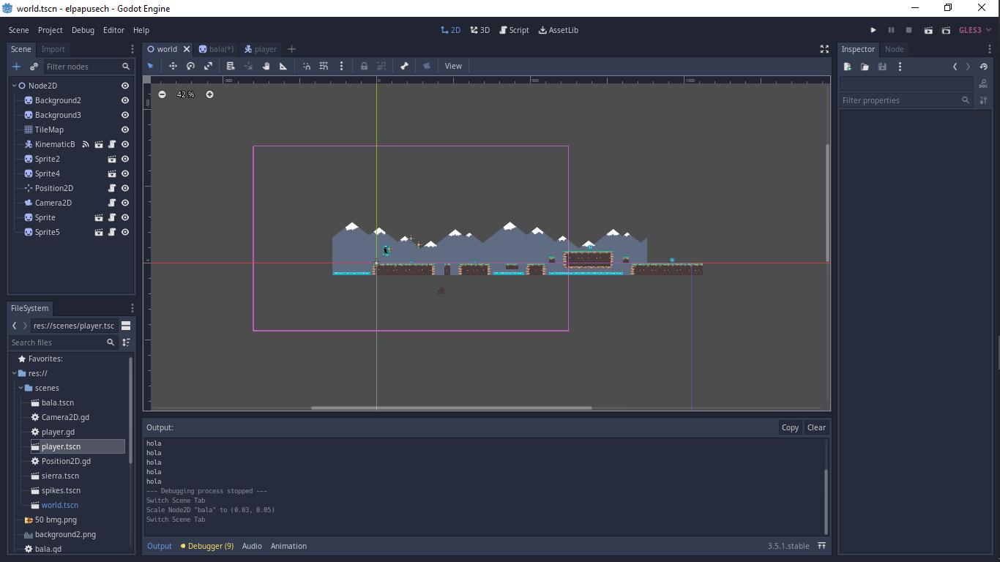 world.tscn - elpapusech - Godot Engine
Scene Project Debug Editor Help
2D 3D Script AssetLib
GLES3
Scene Import
world bala(*) player
Inspector Node
Filter nodes
View
Node2D
Background2
Background3
TileMap
KinematicB
Sprite2
Sprite4
Position2D
Camera2D
Sprite
Sprite5
-500 0 500 1000
42 %
Filter properties
FileSystem
res://scenes/player.tsc
Search files
Favorites:
res://
scenes
bala.tscn
Camera2D.gd
player.gd
player.tscn
Position2D.gd
sierra.tscn
spikes.tscn
world.tscn
50 bmg.png
background2.png
bala.gd
Output:
Copy Clear
hola
hola
hola
hola
hola
--- Debugging process stopped ---
Switch Scene Tab
Scale Node2D "bala" to (0.03, 0.05)
Switch Scene Tab
Output Debugger (9) Audio Animation
3.5.1.stable